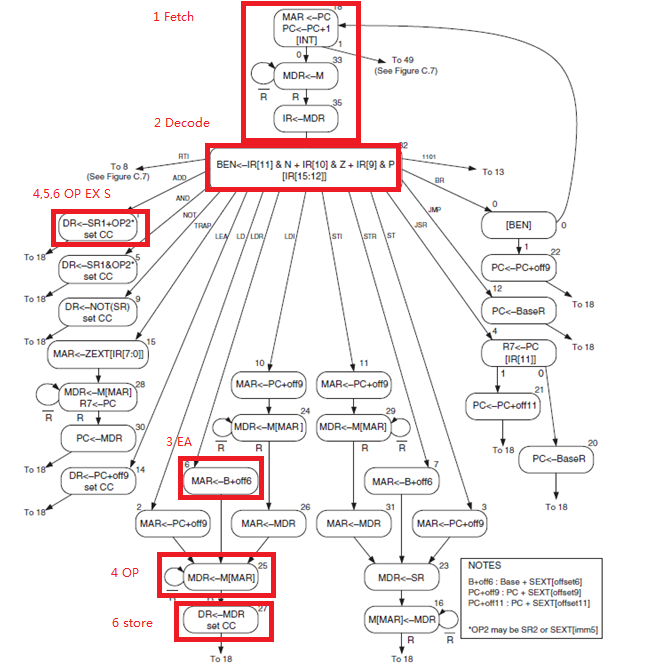 1 Fetch
18
MAR <–PC
PC<–PC+1
[INT]
0
1
To 49
(See Figure C.7)
33
MDR<–M
R
R
35
IR<–MDR
2 Decode
32
BEN<–IR[11] & N + IR[10] & Z + IR[9] & P
[IR[15:12]]
RTI
To 8
(See Figure C.7)
1101
To 13
ADD
AND
NOT
TRAP
LEA
LD
LDR
LDI
STI
STR
ST
JSR
JMP
BR
4,5,6 OP EX S
DR<–SR1+OP2*
set CC
To 18
5
DR<–SR1&OP2*
set CC
To 18
9
DR<–NOT(SR)
set CC
To 18
15
MAR<–ZEXT[IR[7:0]]
28
MDR<–M[MAR]
R7<–PC
R
R
30
PC<–MDR
To 18
14
DR<–PC+off9
set CC
To 18
0
[BEN]
0
1
22
PC<–PC+off9
To 18
12
PC<–BaseR
To 18
4
R7<–PC
[IR[11]]
1
0
21
PC<–PC+off11
To 18
20
PC<–BaseR
To 18
10
MAR<–PC+off9
11
MAR<–PC+off9
24
MDR<–M[MAR]
R
R
29
MDR<–M[MAR]
R
R
3 EA
6
MAR<–B+off6
7
MAR<–B+off6
2
MAR<–PC+off9
26
MAR<–MDR
31
MAR<–MDR
3
MAR<–PC+off9
4 OP
25
MDR<–M[MAR]
R
R
23
MDR<–SR
6 store
27
DR<–MDR
set CC
To 18
16
M[MAR]<–MDR
R
R
To 18
NOTES
B+off6 : Base + SEXT[offset6]
PC+off9 : PC + SEXT[offset9]
PC+off11 : PC + SEXT[offset11]
*OP2 may be SR2 or SEXT[imm5]